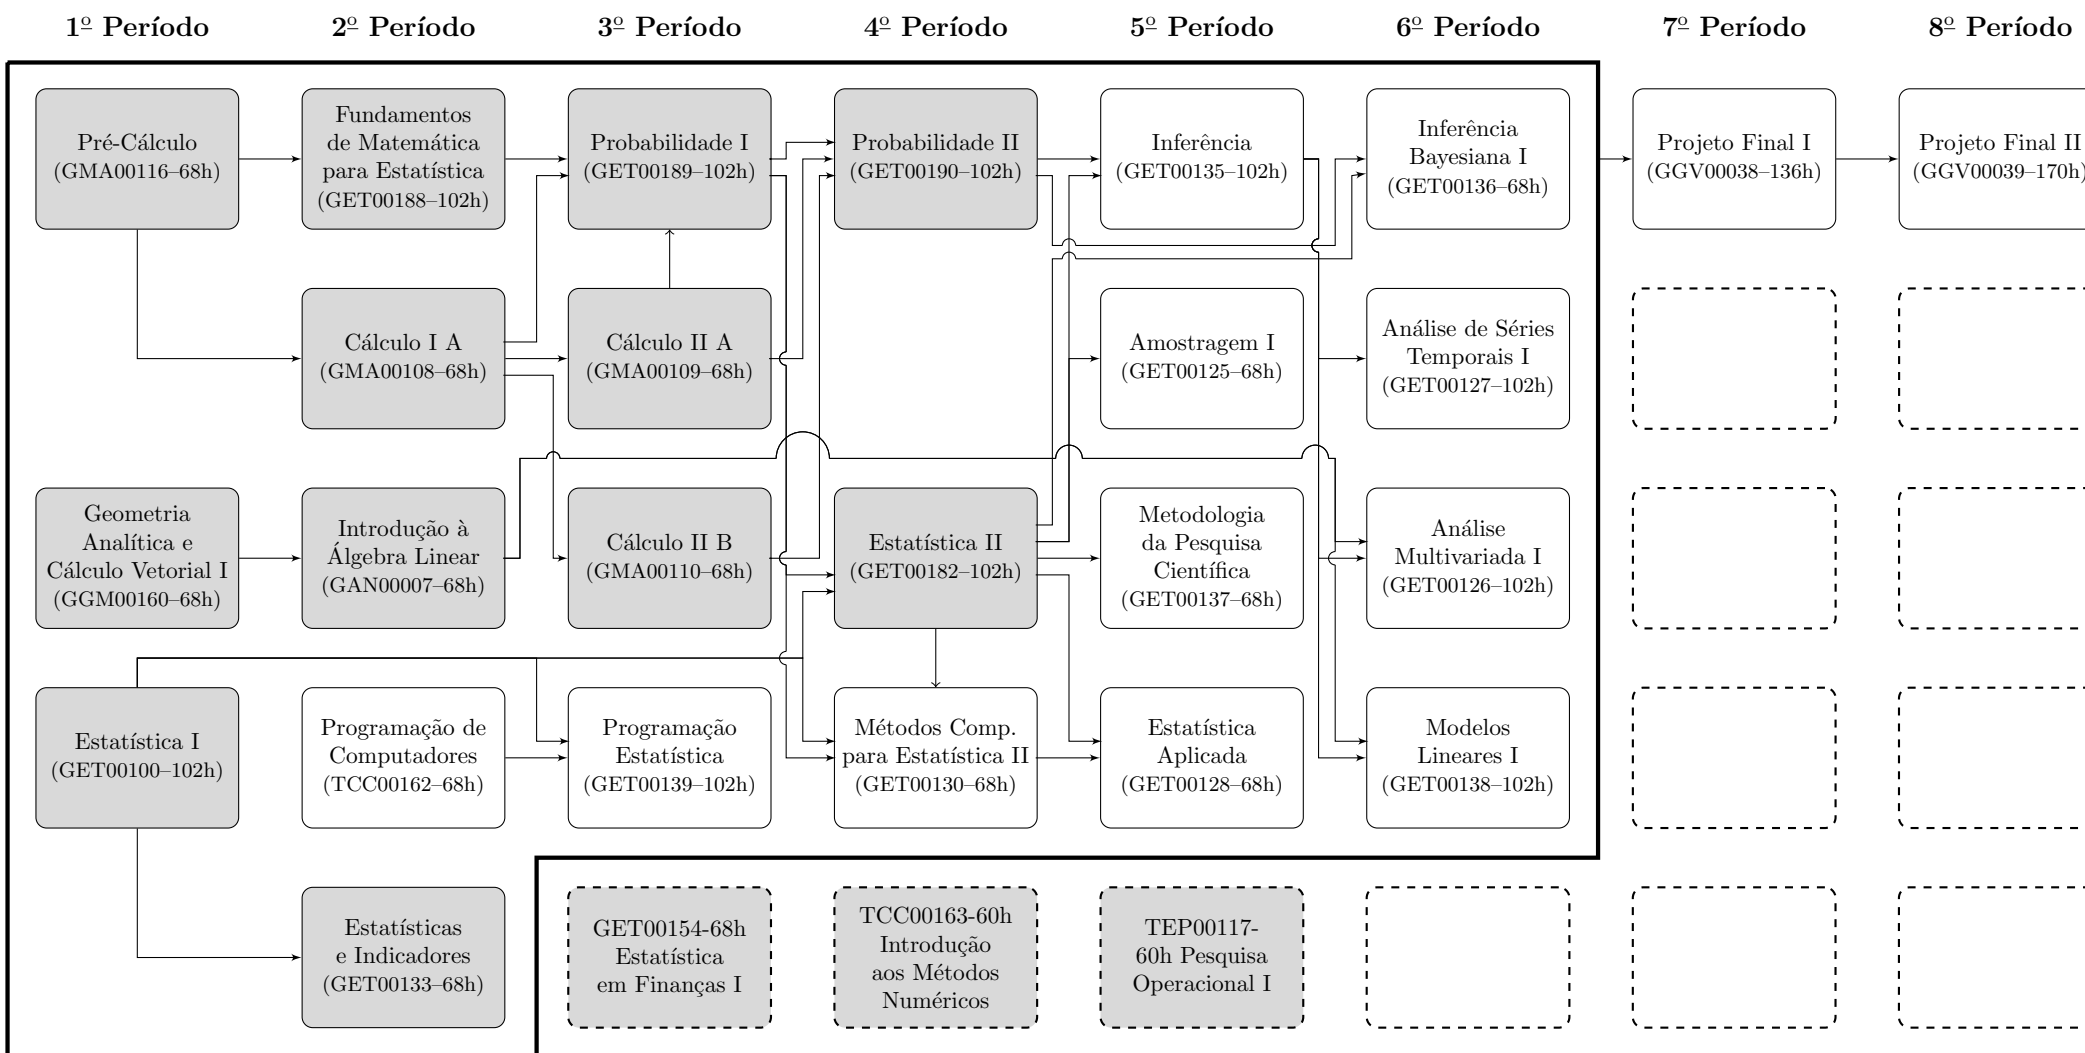 1º Período
2º Período
3º Período
4º Período
5º Período
6º Período
7º Período
8º Período
Pré-Cálculo
(GMA00116–68h)
Fundamentos
de Matemática
para Estatística
(GET00188–102h)
Probabilidade I
(GET00189–102h)
Probabilidade II
(GET00190–102h)
Inferência
(GET00135–102h)
Inferência
Bayesiana I
(GET00136–68h)
Projeto Final I
(GGV00038–136h)
Projeto Final II
(GGV00039–170h)
Cálculo I A
(GMA00108–68h)
Cálculo II A
(GMA00109–68h)
Amostragem I
(GET00125–68h)
Análise de Séries
Temporais I
(GET00127–102h)
Geometria
Analítica e
Cálculo Vetorial I
(GGM00160–68h)
Introdução à
Álgebra Linear
(GAN00007–68h)
Cálculo II B
(GMA00110–68h)
Estatística II
(GET00182–102h)
Metodologia
da Pesquisa
Científica
(GET00137–68h)
Análise
Multivariada I
(GET00126–102h)
Estatística I
(GET00100–102h)
Programação de
Computadores
(TCC00162–68h)
Programação
Estatística
(GET00139–102h)
Métodos Comp.
para Estatística II
(GET00130–68h)
Estatística
Aplicada
(GET00128–68h)
Modelos
Lineares I
(GET00138–102h)
Estatísticas
e Indicadores
(GET00133–68h)
GET00154-68h
Estatística
em Finanças I
TCC00163-60h
Introdução
aos Métodos
Numéricos
TEP00117-
60h Pesquisa
Operacional I